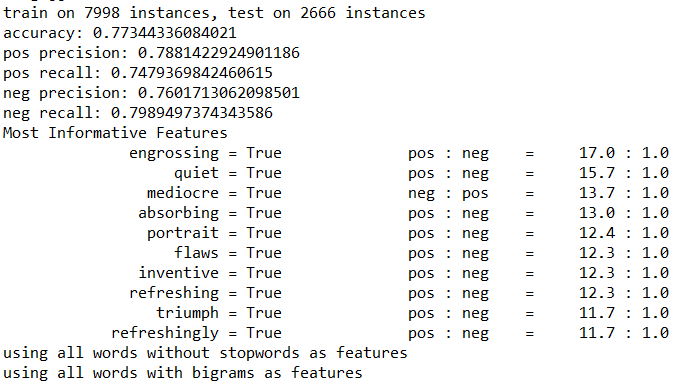 train on 7998 instances, test on 2666 instances
accuracy: 0.77344336084021
pos precision: 0.7881422924901186
pos recall: 0.7479369842460615
neg precision: 0.7601713062098501
neg recall: 0.7989497374343586
Most Informative Features
engrossing = True pos : neg = 17.0 : 1.0
quiet = True pos : neg = 15.7 : 1.0
mediocre = True neg : pos = 13.7 : 1.0
absorbing = True pos : neg = 13.0 : 1.0
portrait = True pos : neg = 12.4 : 1.0
flaws = True pos : neg = 12.3 : 1.0
inventive = True pos : neg = 12.3 : 1.0
refreshing = True pos : neg = 12.3 : 1.0
triumph = True pos : neg = 11.7 : 1.0
refreshingly = True pos : neg = 11.7 : 1.0
using all words without stopwords as features
using all words with bigrams as features